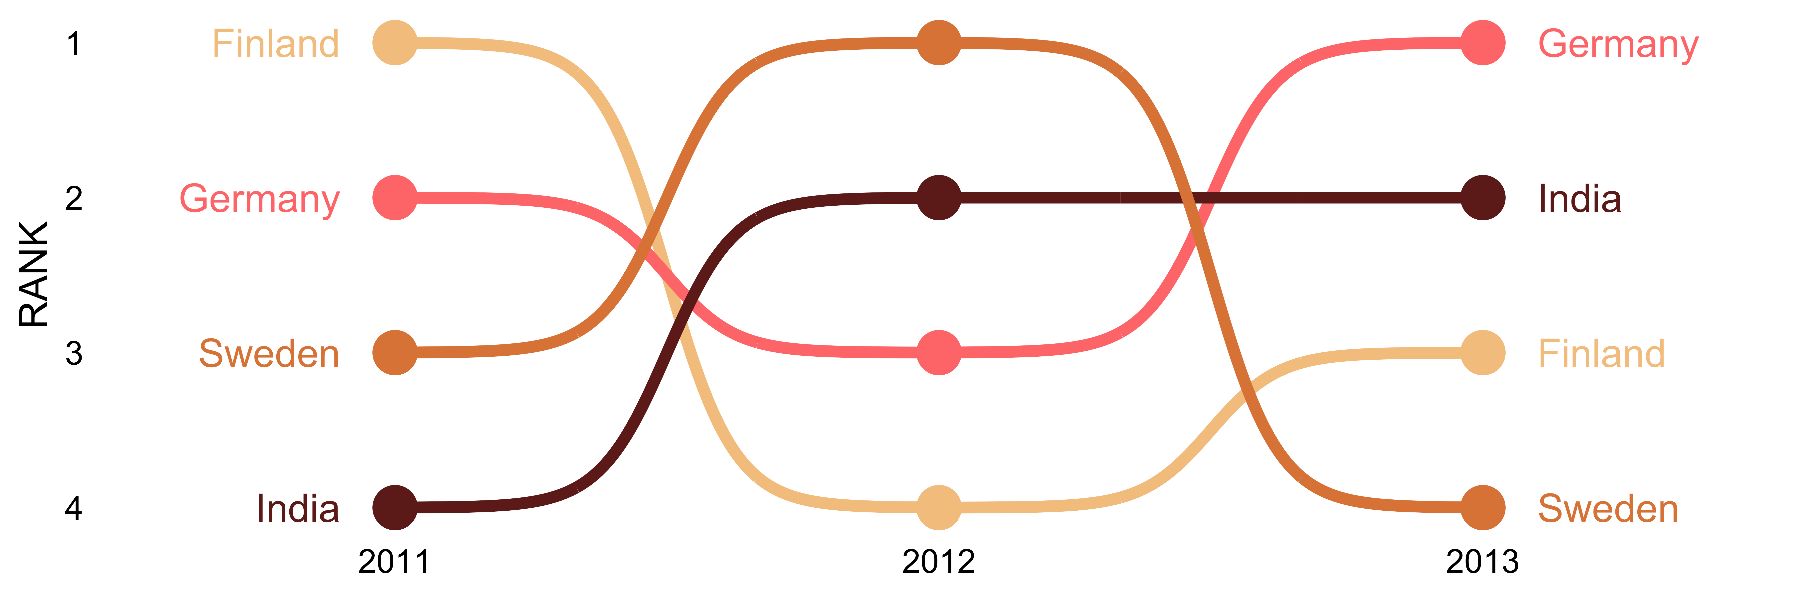 1 Finland Germany
2 Germany India
RANK
3 Sweden Finland
4 India Sweden
2011 2012 2013